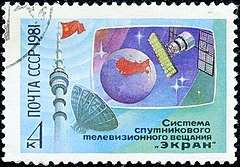 ПОЧТА СССР•1981
4К
Система
спутникового
телевизионного вещания
„ЭКРАН"